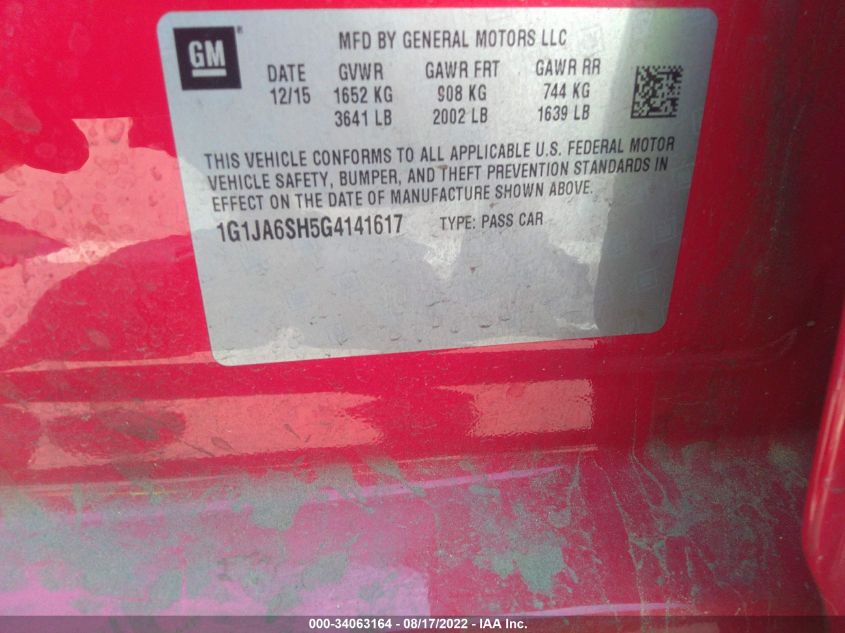 GM®
MFD BY GENERAL MOTORS LLC
DATE GVWR GAWR FRT GAWR RR
12/15 1652 KG 908 KG 744 KG
3641 LB 2002 LB 1639 LB
THIS VEHICLE CONFORMS TO ALL APPLICABLE U.S. FEDERAL MOTOR
VEHICLE SAFETY, BUMPER, AND THEFT PREVENTION STANDARDS IN
EFFECT ON THE DATE OF MANUFACTURE SHOWN ABOVE.
1G1JA6SH5G4141617 TYPE: PASS CAR
000-34063164 - 08/17/2022 - IAA Inc.